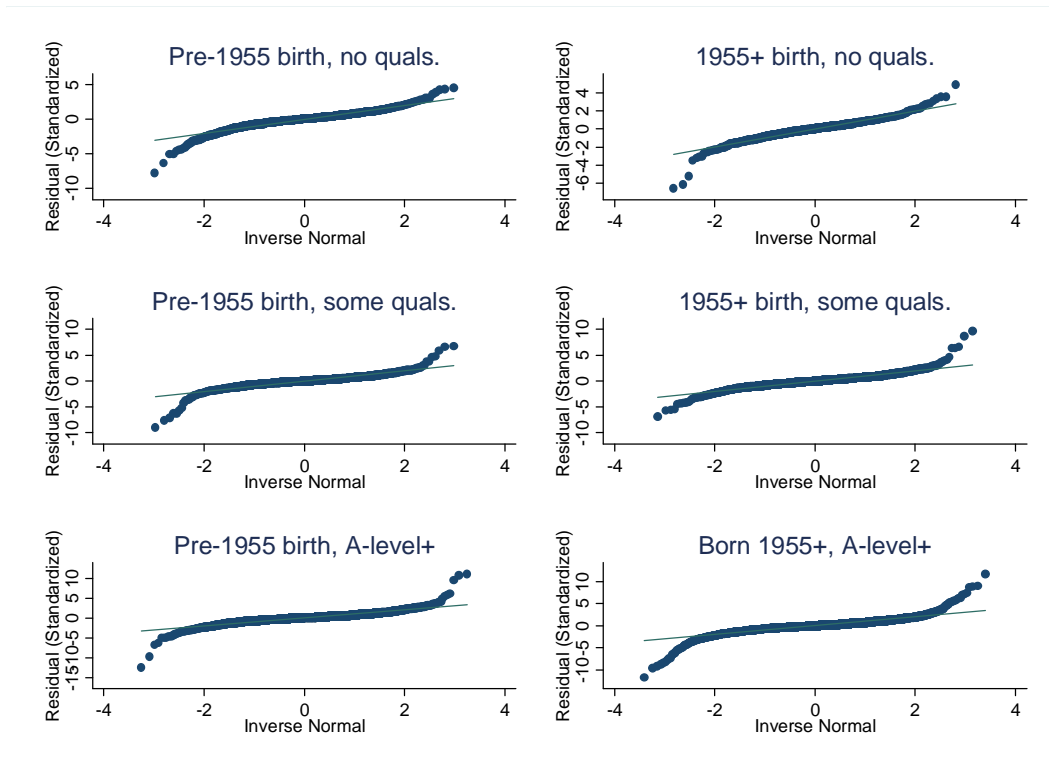 Pre-1955 birth, no quals.
Residual (Standardized)
5
0
-5
-10
-4 -2 0 2 4
Inverse Normal
1955+ birth, no quals.
Residual (Standardized)
4
2
0
-2
-4
-6
-4 -2 0 2 4
Inverse Normal
Pre-1955 birth, some quals.
Residual (Standardized)
10
5
0
-5
-10
-4 -2 0 2 4
Inverse Normal
1955+ birth, some quals.
Residual (Standardized)
10
5
0
-5
-10
-4 -2 0 2 4
Inverse Normal
Pre-1955 birth, A-level+
Residual (Standardized)
10
5
0
-5
-10
-15
-4 -2 0 2 4
Inverse Normal
Born 1955+, A-level+
Residual (Standardized)
10
5
0
-5
-10
-4 -2 0 2 4
Inverse Normal